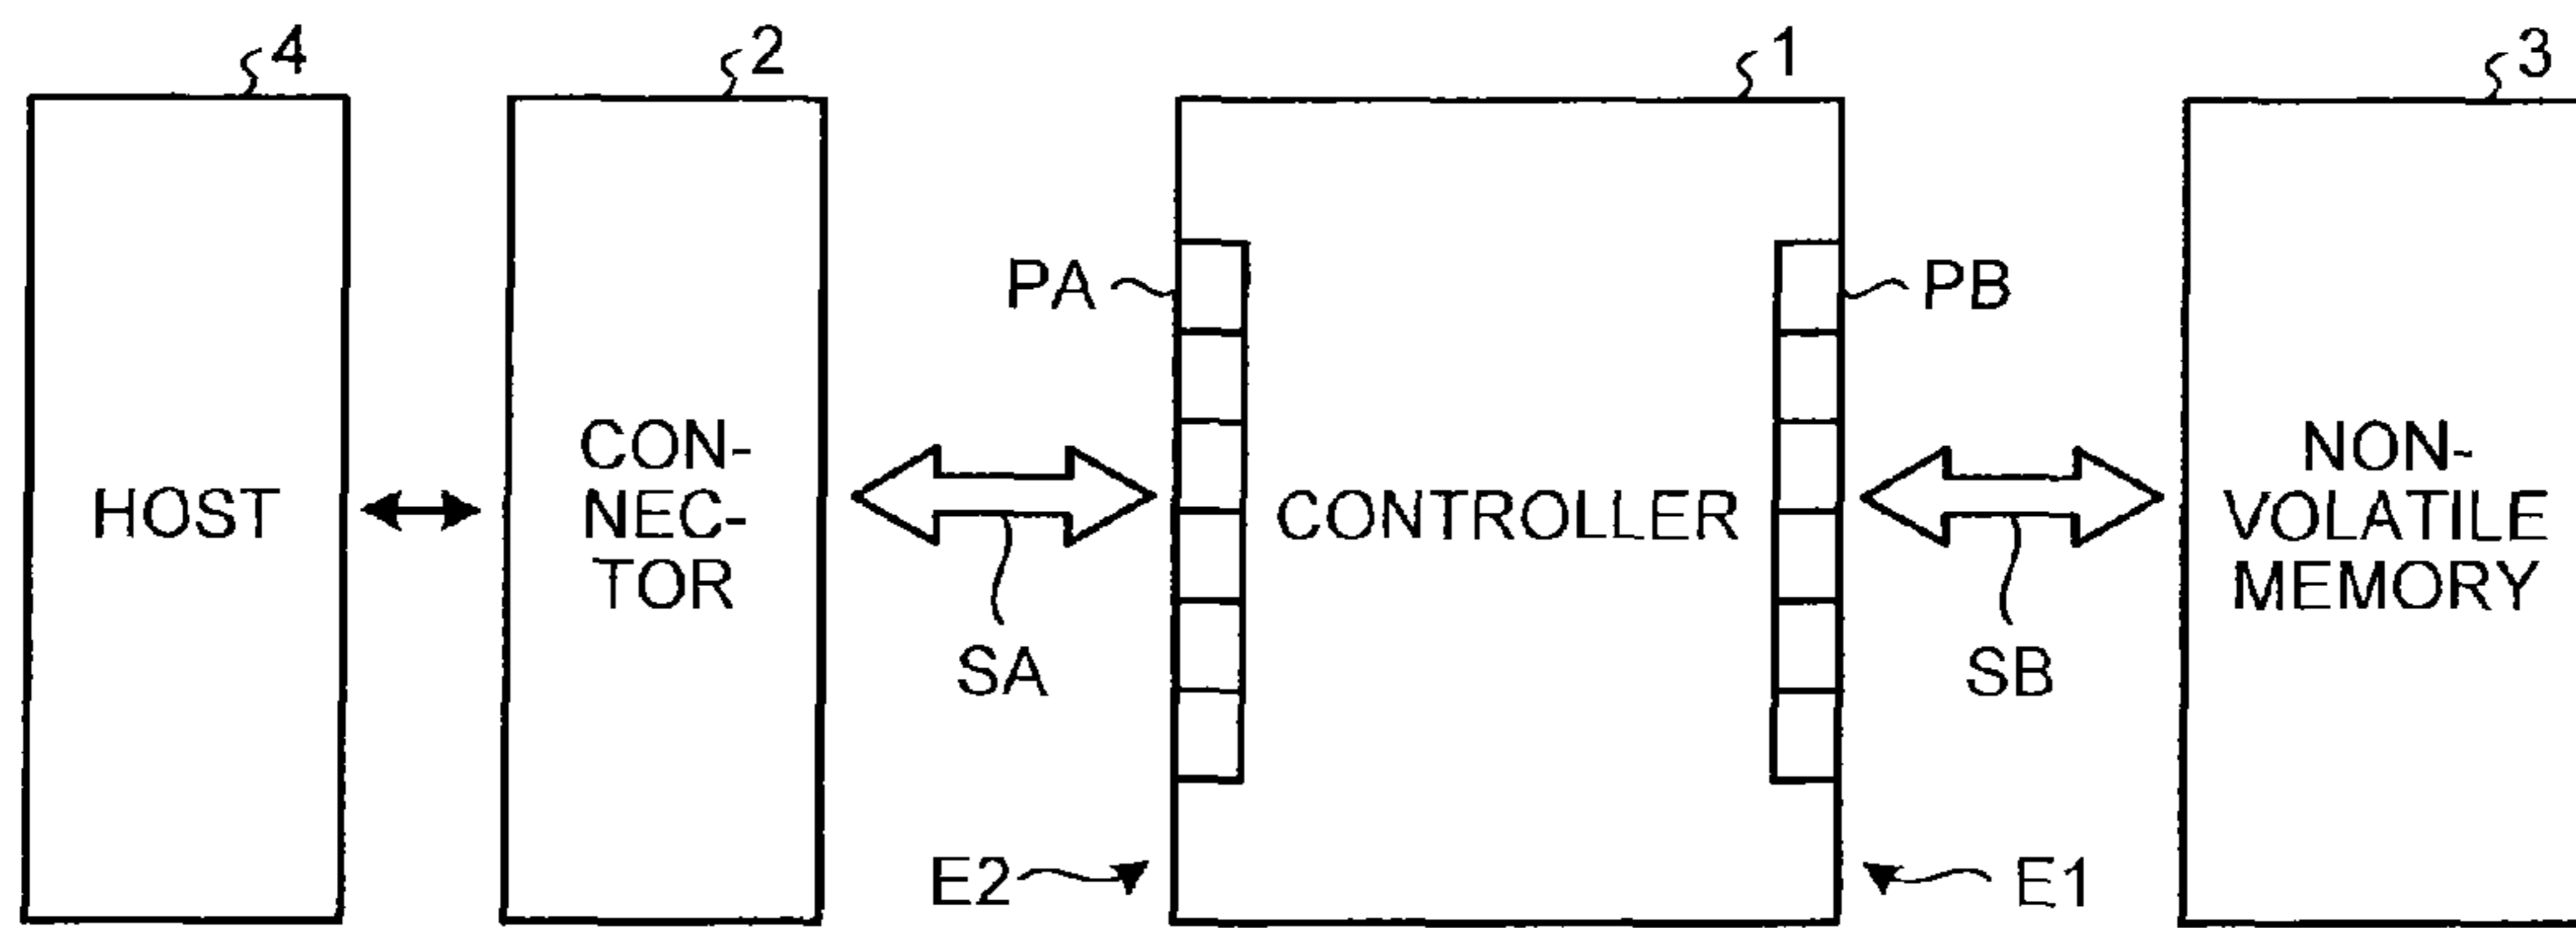 4
2
1
3
PA
PB
HOST
CON-
NEC-
TOR
CONTROLLER
NON-
VOLATILE
MEMORY
SA
SB
E2
E1